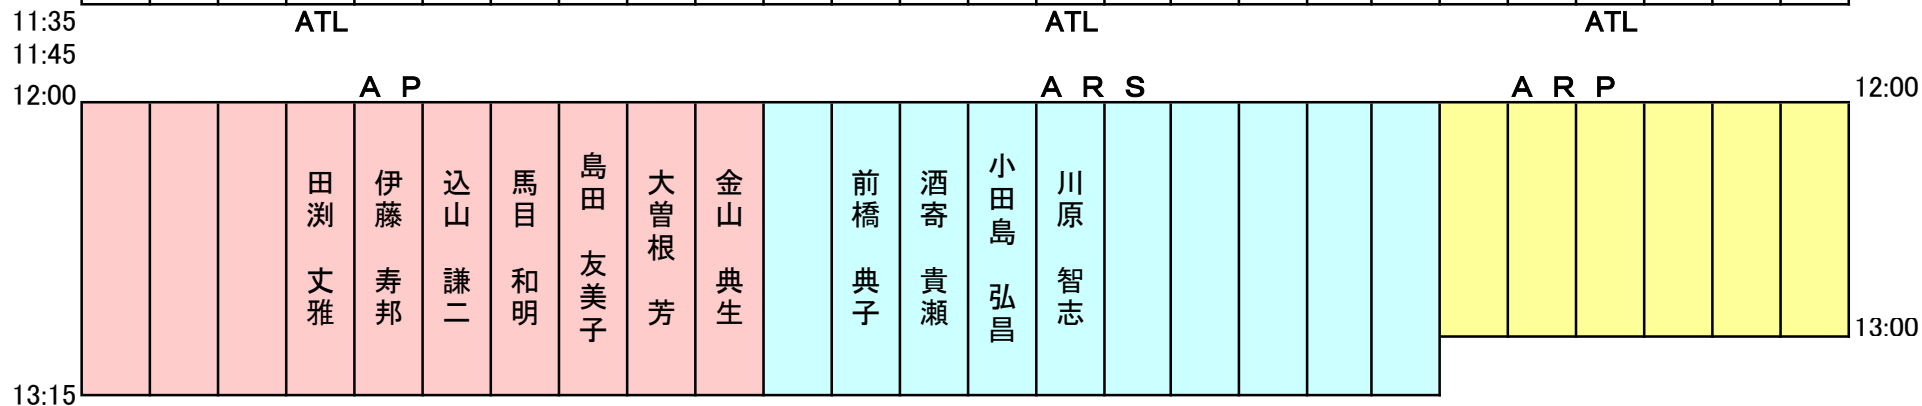 11:35 ATL ATL ATL
11:45
AP ARS ARP
12:00 12:00
田渕 丈雅
伊藤 寿邦
込山 謙二
馬目 和明
島田 友美子
大曽根 芳
金山 典生
前橋 典子
酒寄 貴瀬
小田島 弘昌
川原 智志
13:00
13:15